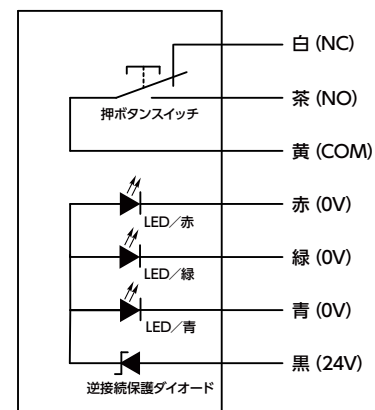 白 (NC)
茶 (NO)
押ボタンスイッチ
黄 (COM)
赤 (0V)
LED／赤
緑 (0V)
LED／緑
青 (0V)
LED／青
黒 (24V)
逆接続保護ダイオード